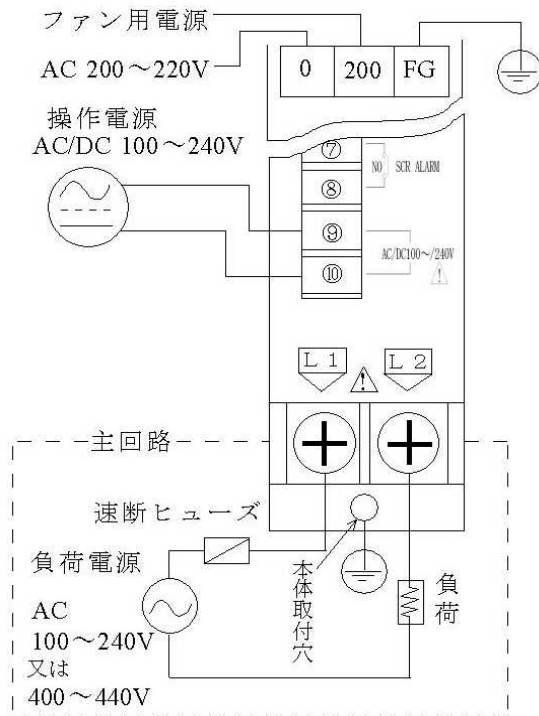 ファン用電源
AC 200～220V
0 200 FG
操作電源
AC/DC 100～240V
⑦
NO SCR ALARM
⑧
⑨
AC/DC100～/240V
⑩
L 1 L 2
主回路
速断ヒューズ
負荷電源
AC
100～240V
又は
400～440V
本体取付穴
負荷